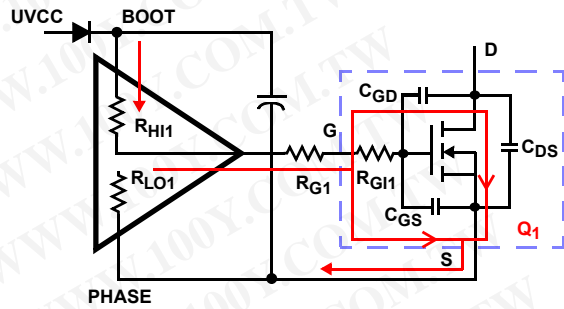 UVCC
BOOT
D
CGD
RHI1
G
CDS
RLO1
RG1
RGI1
CGS
Q1
S
PHASE
WWW.100Y.COM.TW